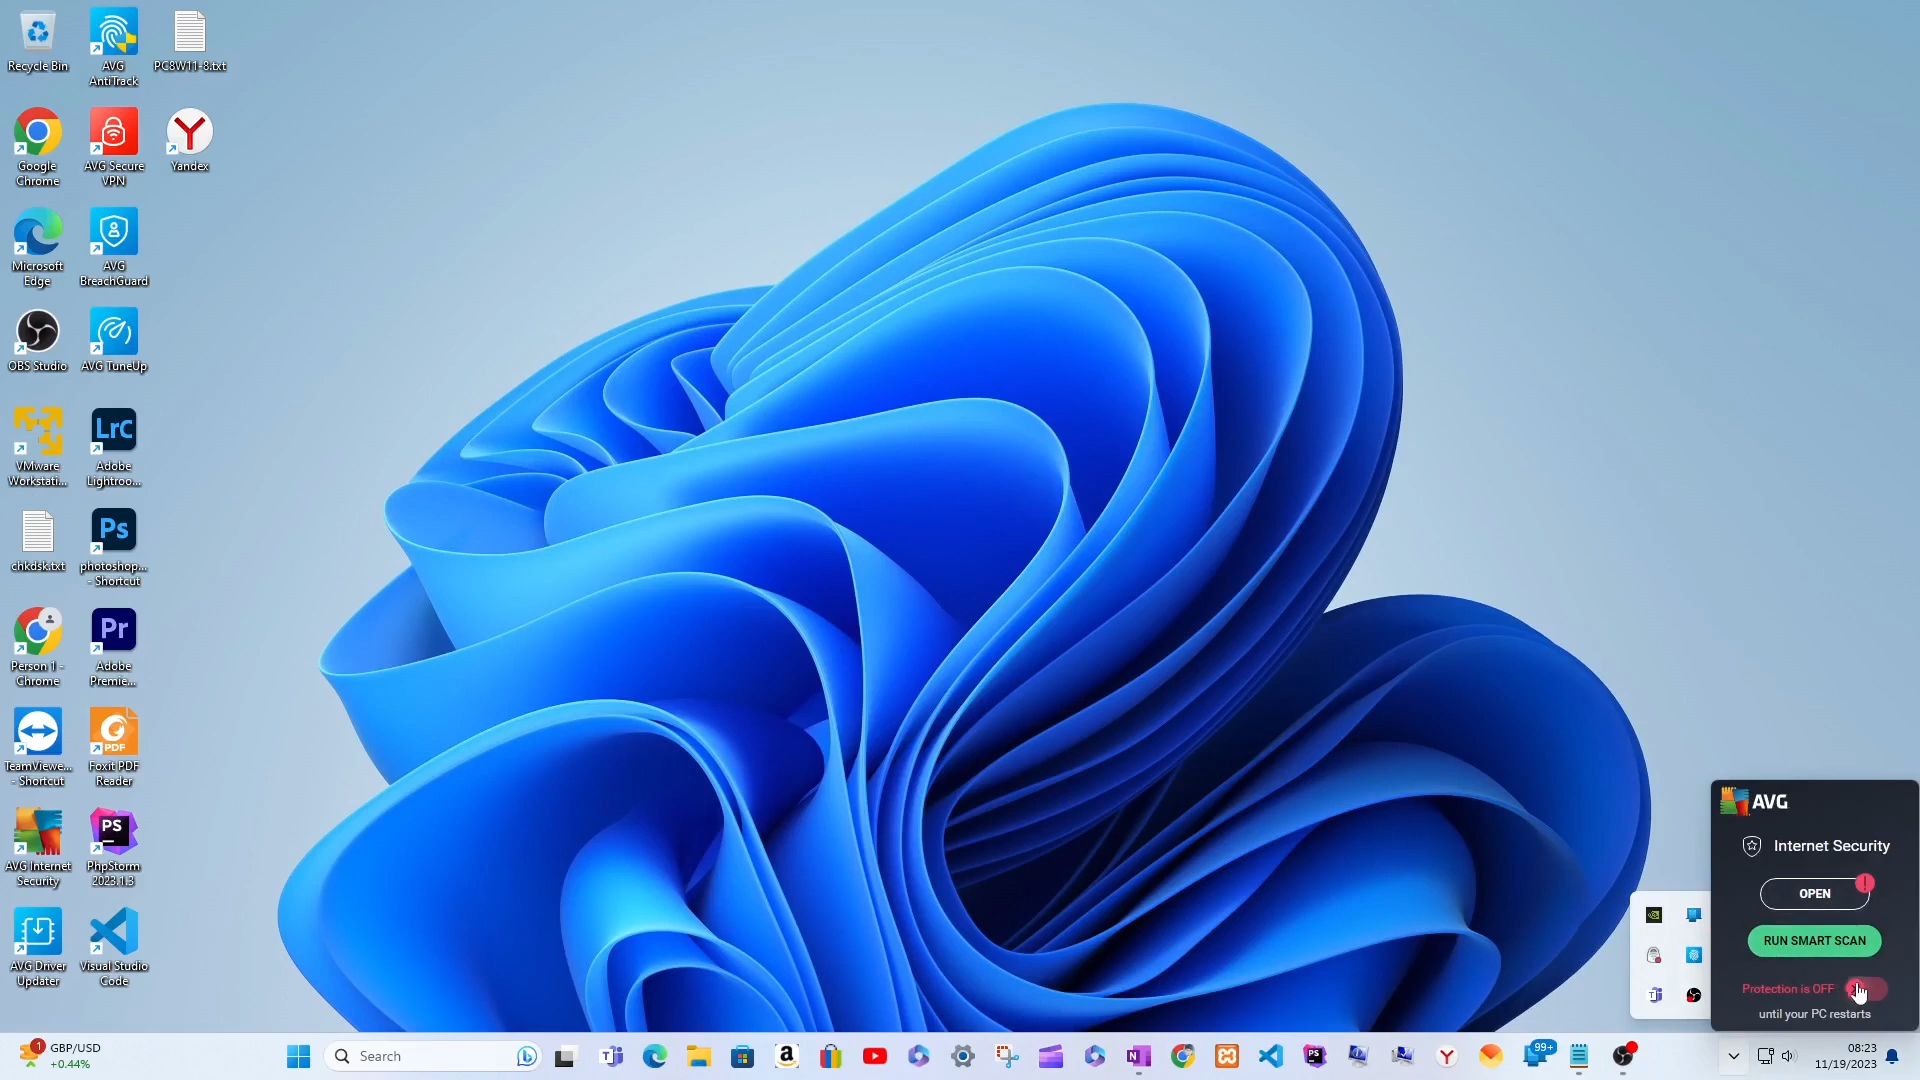 Recycle Bin
AVG
AntiTrack
PC8W11-8.txt
Google
Chrome
AVG Secure
VPN
Yandex
Microsoft
Edge
AVG
BreachGuard
OBS Studio
AVG TuneUp
VMware
Workstati...
LrC
Adobe
Lightroo...
chkdsk.txt
Ps
photoshop...
- Shortcut
Person 1 -
Chrome
Pr
Adobe
Premie...
TeamViewe...
- Shortcut
PDF
Foxit PDF
Reader
AVG Internet
Security
PS
PhpStorm
2023.1.3
AVG Driver
Updater
Visual Studio
Code
AVG
Internet Security
OPEN
!
RUN SMART SCAN
Protection is OFF
until your PC restarts
1
GBP/USD
+0.44%
Search
99+
08:23
11/19/2023